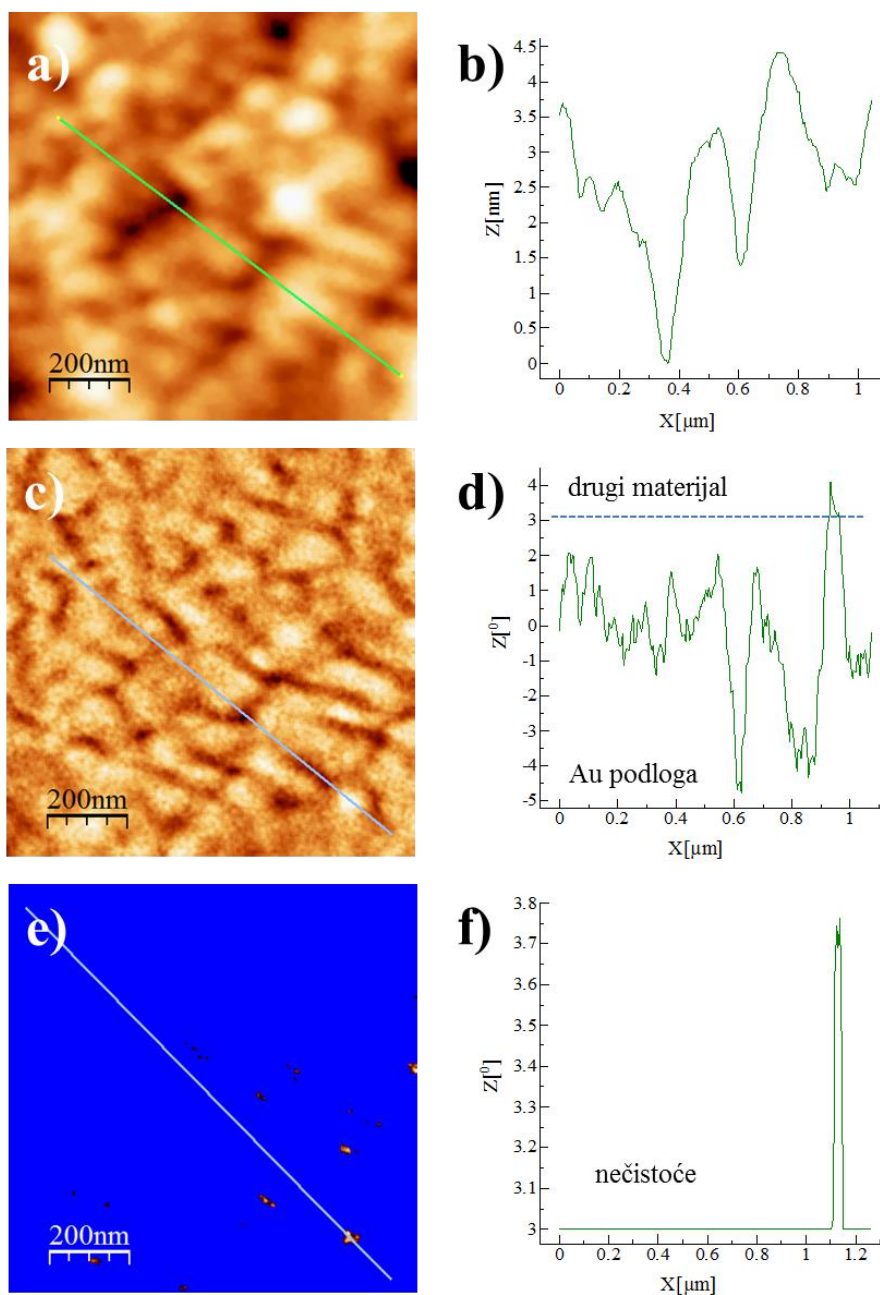 a)
200nm
b)
4.5
4
3.5
3
2.5
2
1.5
1
0.5
0
Z[nm]
0 0.2 0.4 0.6 0.8 1
X[µm]
c)
200nm
d)
drugi materijal
4
3
2
1
0
-1
-2
-3
-4
-5
Z[⁰]
Au podloga
0 0.2 0.4 0.6 0.8 1
X[µm]
e)
200nm
f)
3.8
3.7
3.6
3.5
3.4
3.3
3.2
3.1
3
Z[⁰]
nečistoće
0 0.2 0.4 0.6 0.8 1 1.2
X[µm]